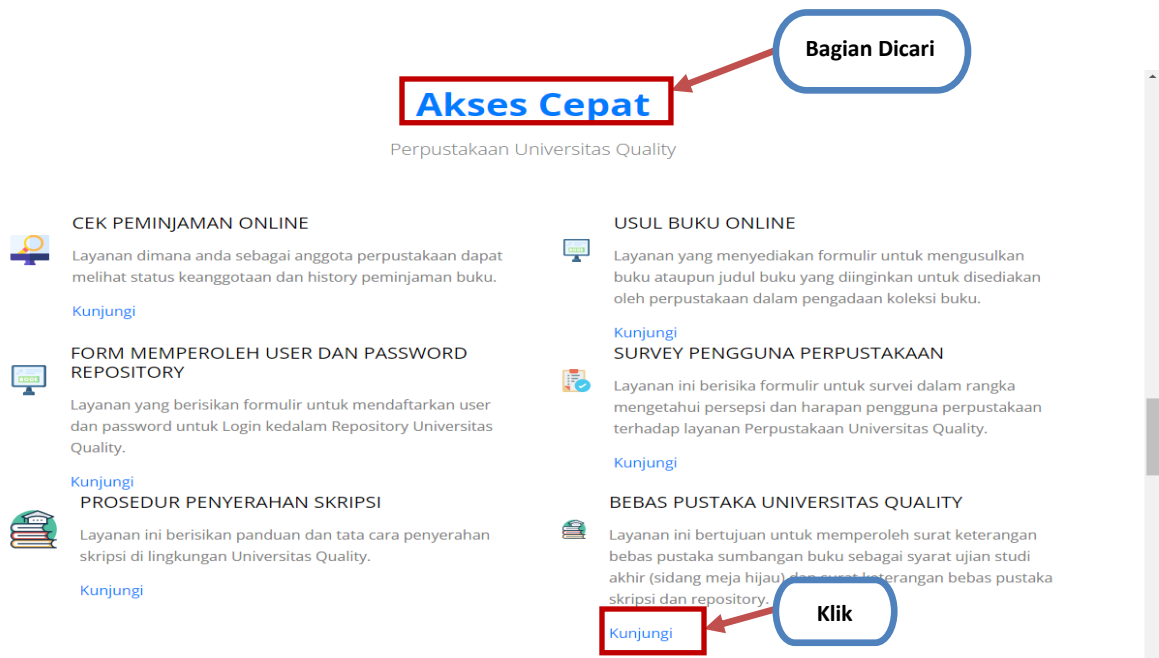 Bagian Dicari
Akses Cepat
Perpustakaan Universitas Quality
CEK PEMINJAMAN ONLINE
Layanan dimana anda sebagai anggota perpustakaan dapat
melihat status keanggotaan dan history peminjaman buku.
Kunjungi
USUL BUKU ONLINE
Layanan yang menyediakan formulir untuk mengusulkan
buku ataupun judul buku yang diinginkan untuk disediakan
oleh perpustakaan dalam pengadaan koleksi buku.
Kunjungi
FORM MEMPEROLEH USER DAN PASSWORD
REPOSITORY
Layanan yang berisikan formulir untuk mendaftarkan user
dan password untuk Login kedalam Repository Universitas
Quality.
Kunjungi
SURVEY PENGGUNA PERPUSTAKAAN
Layanan ini berisika formulir untuk survei dalam rangka
mengetahui persepsi dan harapan pengguna perpustakaan
terhadap layanan Perpustakaan Universitas Quality.
Kunjungi
PROSEDUR PENYERAHAN SKRIPSI
Layanan ini berisikan panduan dan tata cara penyerahan
skripsi di lingkungan Universitas Quality.
Kunjungi
BEBAS PUSTAKA UNIVERSITAS QUALITY
Layanan ini bertujuan untuk memperoleh surat keterangan
bebas pustaka sumbangan buku sebagai syarat ujian studi
akhir (sidang meja hijau) dan surat keterangan bebas pustaka
skripsi dan repository.
Kunjungi
Klik